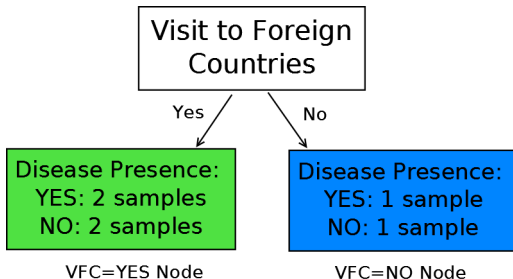 Visit to Foreign
Countries
Yes
No
Disease Presence:
YES: 2 samples
NO: 2 samples
Disease Presence:
YES: 1 sample
NO: 1 sample
VFC=YES Node
VFC=NO Node